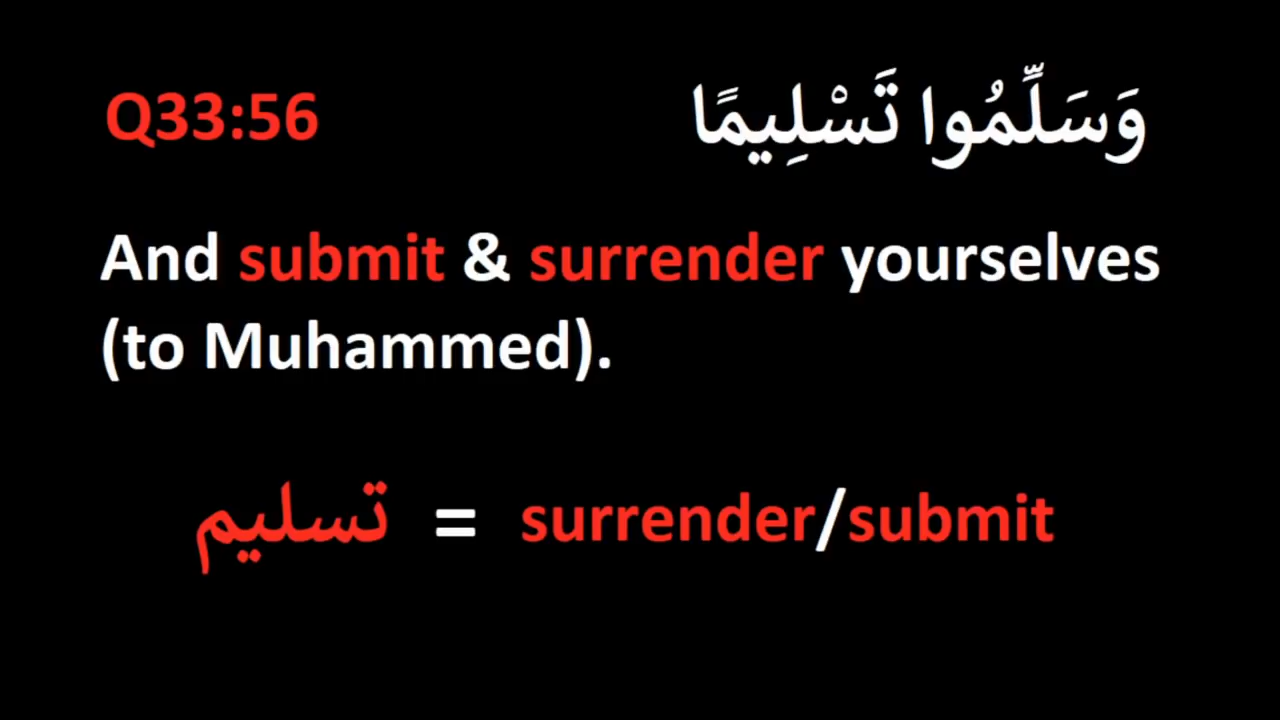 Q33:56 وَسَلِّمُوا تَسْلِيمًا
And submit & surrender yourselves
(to Muhammed).
تسليم = surrender/submit